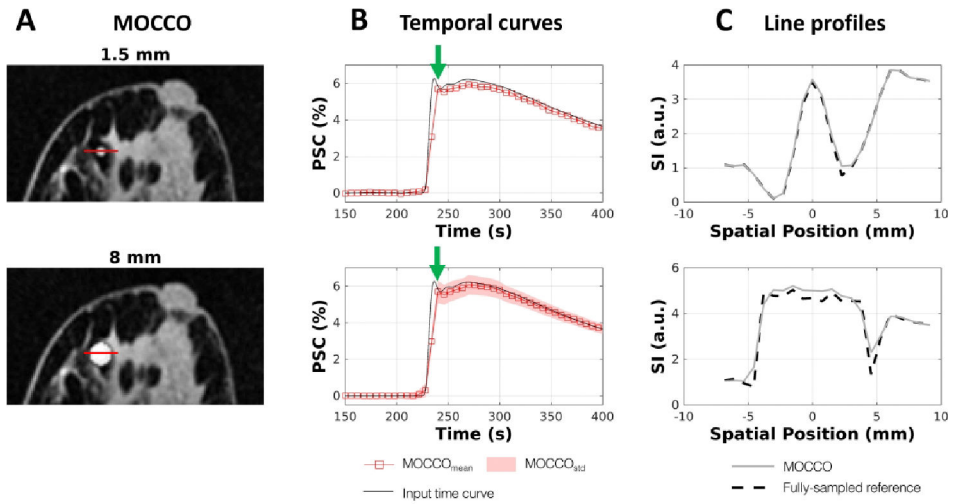 A MOCCO
B Temporal curves
C Line profiles
1.5 mm
PSC (%)
6
4
2
0
150 200 250 300 350 400
Time (s)
SI (a.u.)
4
3
2
1
0
-10 -5 0 5 10
Spatial Position (mm)
8 mm
PSC (%)
6
4
2
0
150 200 250 300 350 400
Time (s)
SI (a.u.)
6
4
2
0
-10 -5 0 5 10
Spatial Position (mm)
MOCCOmean MOCCOstd
Input time curve
MOCCO
Fully-sampled reference